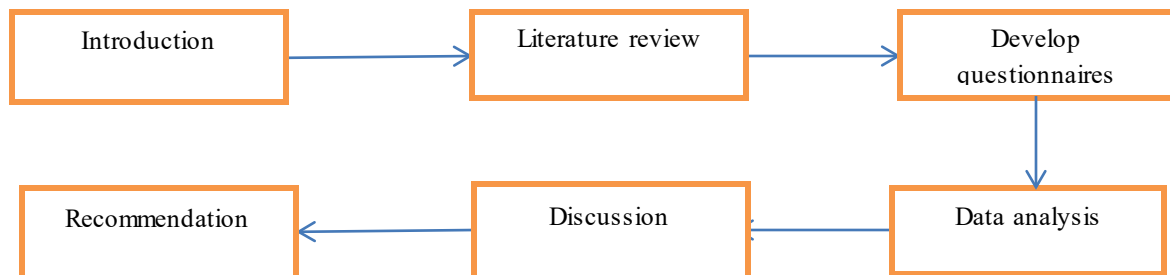 Introduction
Literature review
Develop
questionnaires
Data analysis
Discussion
Recommendation